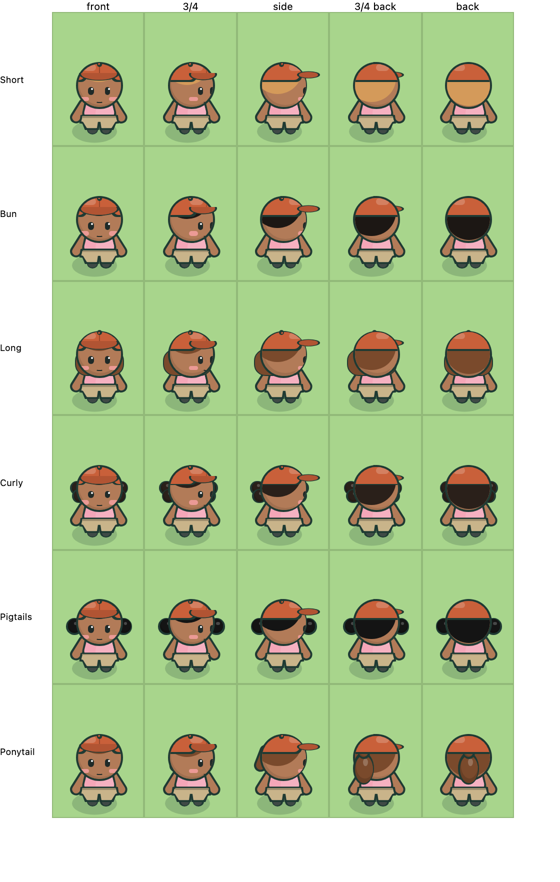 front 3/4 side 3/4 back back
Short
Bun
Long
Curly
Pigtails
Ponytail